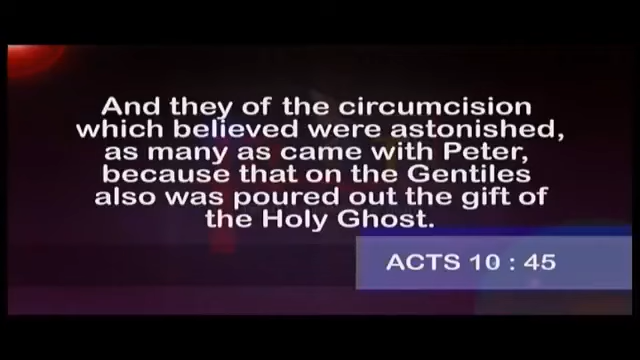 And they of the circumcision
which believed were astonished,
as many as came with Peter,
because that on the Gentiles
also was poured out the gift of
the Holy Ghost.
ACTS 10 : 45